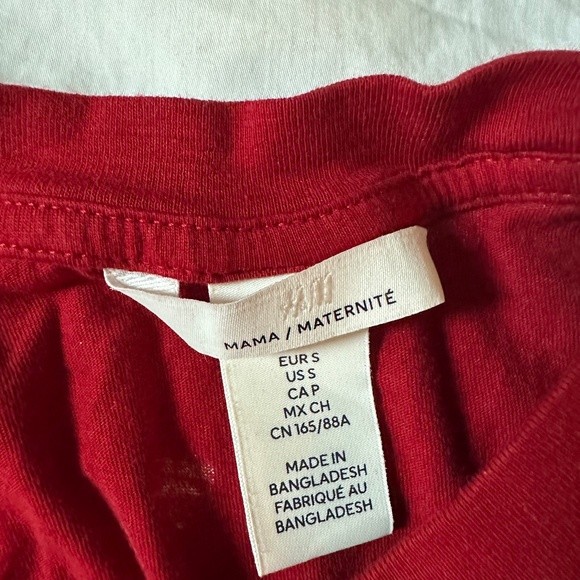 H&M
MAMA / MATERNITÉ
EUR S
US S
CA P
MX CH
CN 165/88A
MADE IN
BANGLADESH
FABRIQUÉ AU
BANGLADESH